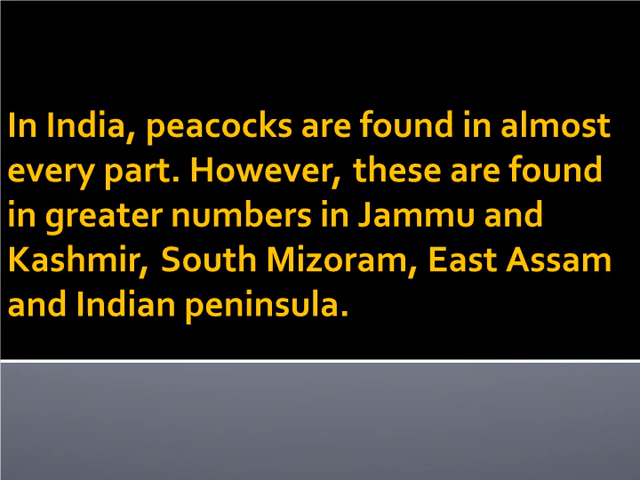 In India, peacocks are found in almost
every part. However, these are found
in greater numbers in Jammu and
Kashmir, South Mizoram, East Assam
and Indian peninsula.